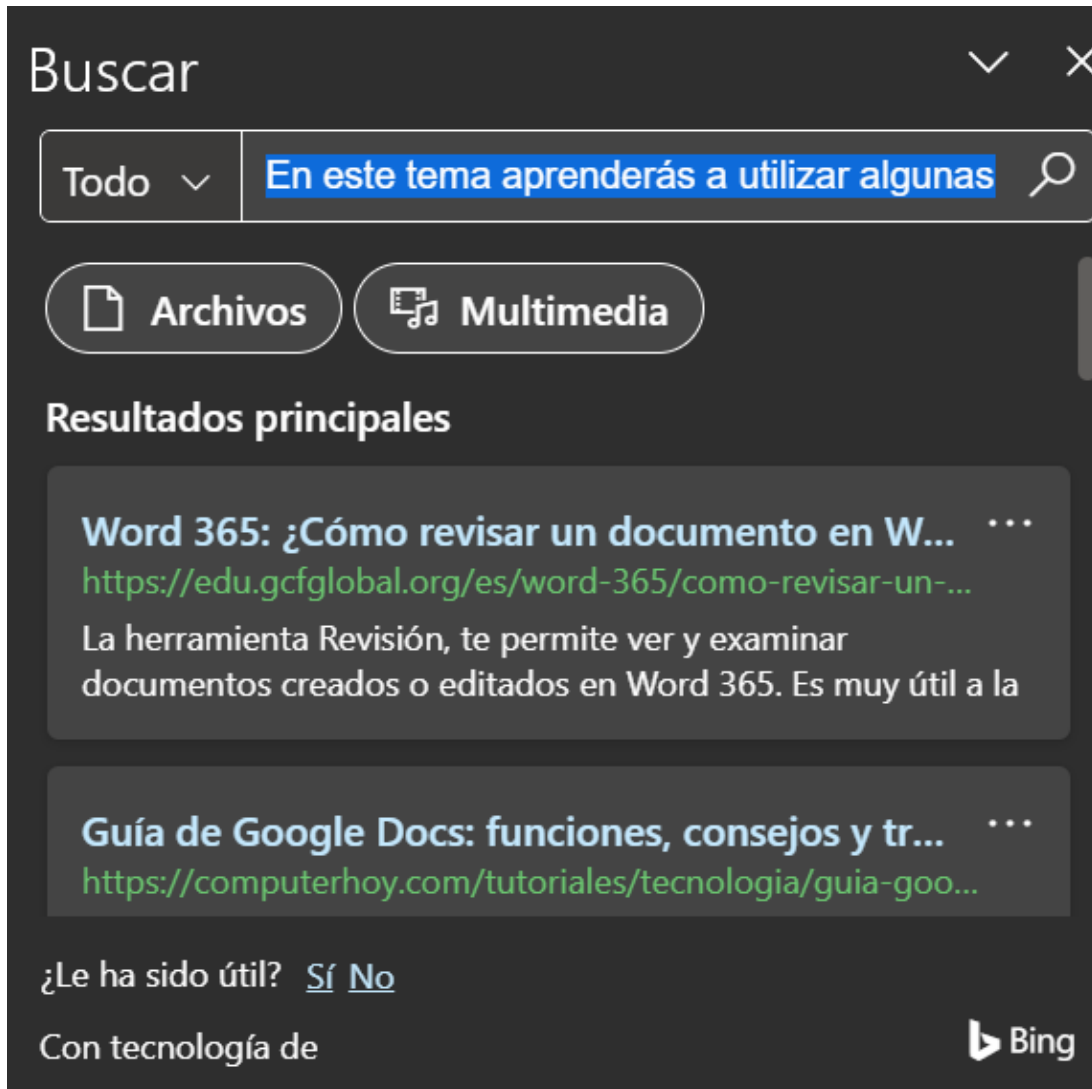 Buscar
Todo
En este tema aprenderás a utilizar algunas
Archivos
Multimedia
Resultados principales
Word 365: ¿Cómo revisar un documento en W...
https://edu.gcfglobal.org/es/word-365/como-revisar-un-...
La herramienta Revisión, te permite ver y examinar
documentos creados o editados en Word 365. Es muy útil a la
Guía de Google Docs: funciones, consejos y tr...
https://computerhoy.com/tutoriales/tecnologia/guia-goo...
¿Le ha sido útil? Sí No
Con tecnología de
Bing